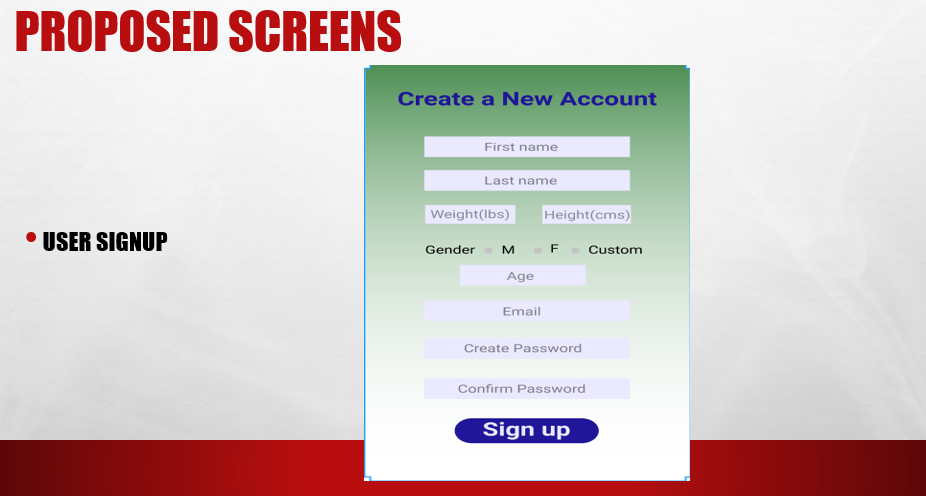 PROPOSED SCREENS
Create a New Account
First name
Last name
Weight(lbs) Height(cms)
USER SIGNUP
Gender M F Custom
Age
Email
Create Password
Confirm Password
Sign up